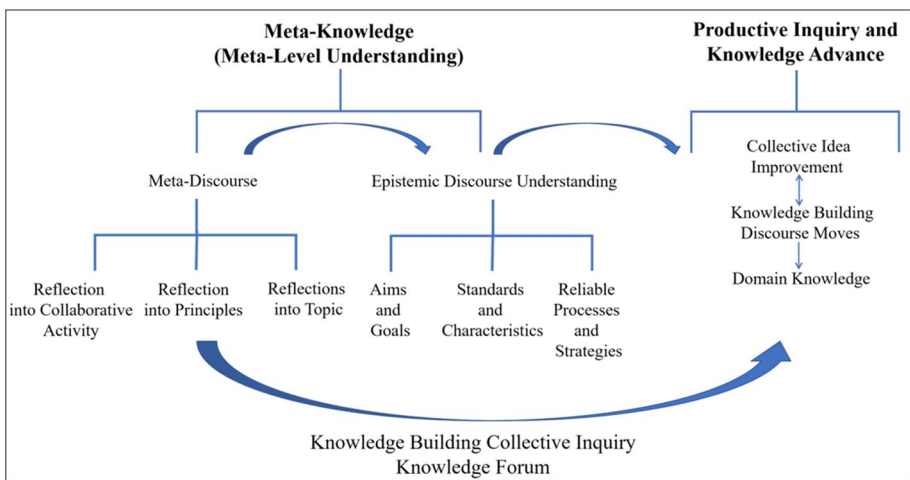 Meta-Knowledge
(Meta-Level Understanding)
Productive Inquiry and
Knowledge Advance
Meta-Discourse
Epistemic Discourse Understanding
Collective Idea
Improvement
Knowledge Building
Discourse Moves
Domain Knowledge
Reflection
into Collaborative
Activity
Reflection
into Principles
Reflections
into Topic
Aims
and
Goals
Standards
and
Characteristics
Reliable
Processes
and
Strategies
Knowledge Building Collective Inquiry
Knowledge Forum